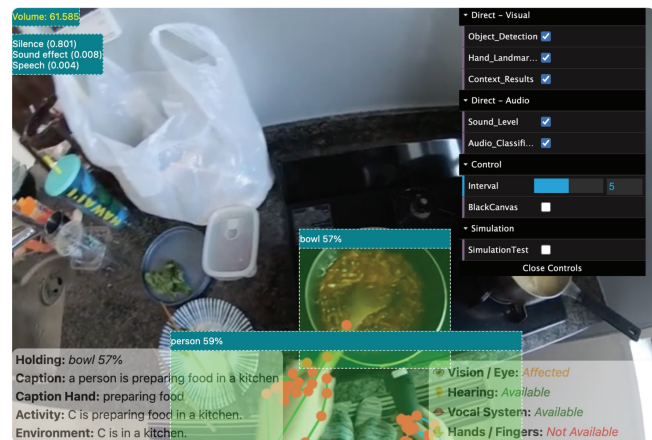 Volume: 61.585
Silence (0.801)
Sound effect (0.008)
Speech (0.004)
Direct - Visual
Object_Detection
Hand_Landmar...
Context_Results
Direct - Audio
Sound_Level
Audio_Classifi...
Control
Interval 5
BlackCanvas
Simulation
SimulationTest
Close Controls
HAWAI'I
bowl 57%
person 59%
Holding: bowl 57%
Caption: a person is preparing food in a kitchen
Caption Hand: preparing food
Activity: C is preparing food in a kitchen.
Environment: C is in a kitchen.
Vision / Eye: Affected
Hearing: Available
Vocal System: Available
Hands / Fingers: Not Available